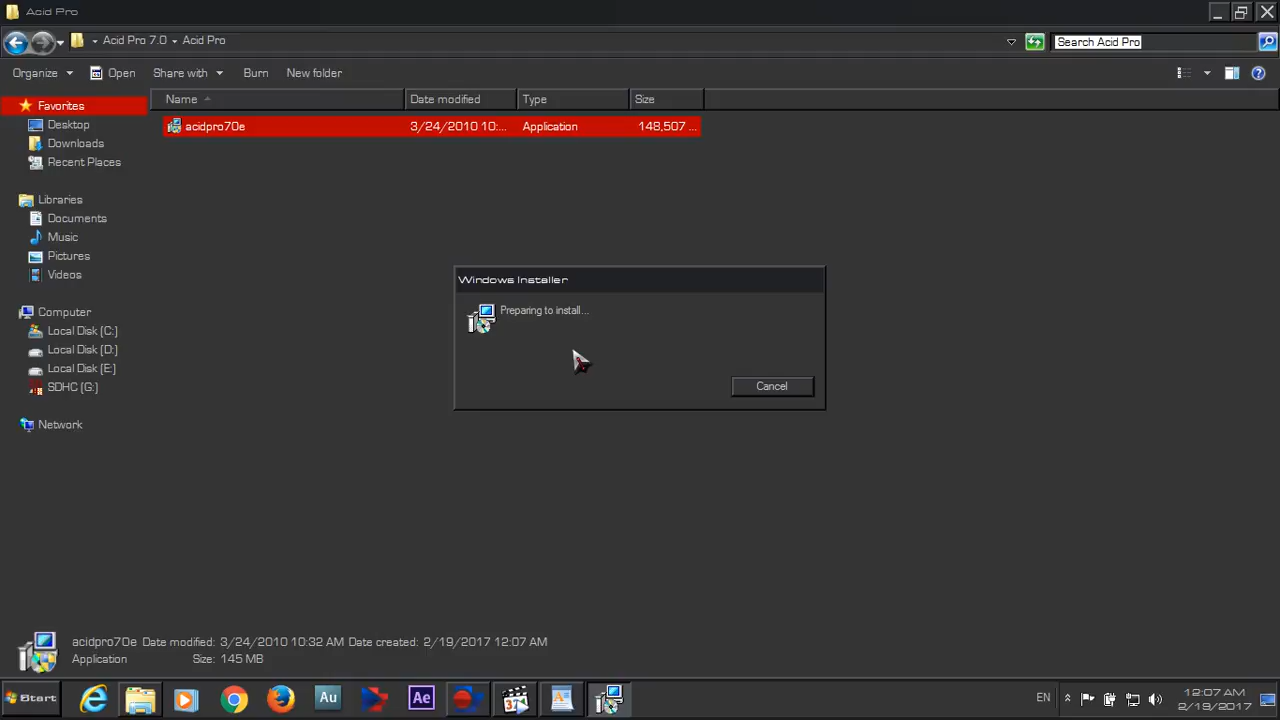 Acid Pro
Acid Pro 7.0 Acid Pro
Search Acid Pro
Organize Open Share with Burn New folder
Name Date modified Type Size
acidpro70e 3/24/2010 10:... Application 148,507 ...
Favorites
Desktop
Downloads
Recent Places
Libraries
Documents
Music
Pictures
Videos
Computer
Local Disk (C:)
Local Disk (D:)
Local Disk (E:)
SDHC (G:)
Network
Windows Installer
Preparing to install...
Cancel
acidpro70e Date modified: 3/24/2010 10:32 AM Date created: 2/19/2017 12:07 AM
Application Size: 145 MB
Start
Au
Ae
EN
12:07 AM
2/19/2017